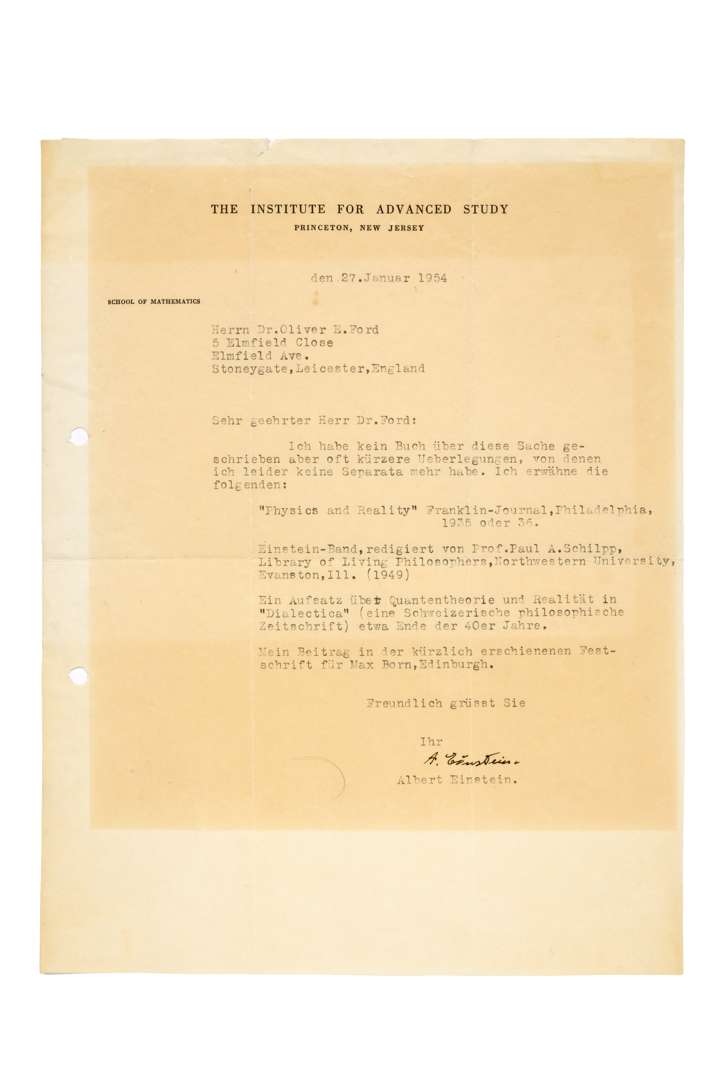 THE INSTITUTE FOR ADVANCED STUDY
PRINCETON, NEW JERSEY
den 27.Januar 1954
SCHOOL OF MATHEMATICS
Herrn Dr.Oliver E.Ford
5 Elmfield Close
Elmfield Ave.
Stoneygate,Leicester,England
Sehr geehrter Herr Dr.Ford:
Ich habe kein Buch über diese Sache ge-
schrieben aber oft kürzere Ueberlegungen, von denen
ich leider keine Separata mehr habe. Ich erwähne die
folgenden:
"Physics and Reality" Franklin-Journal,Philadelphia,
1935 oder 36.
Einstein-Band,redigiert von Prof.Paul A.Schilpp,
Library of Living Philosophers,Northwestern University,
Evanston,Ill. (1949)
Ein Aufsatz über Quantentheorie und Realität in
"Dialectica" (eine Schweizerische philosophische
Zeitschrift) etwa Ende der 40er Jahre.
Mein Beitrag in der kürzlich erschienenen Fest-
schrift für Max Born,Edinburgh.
Freundlich grüsst Sie
Ihr
A. Einstein.
Albert Einstein.